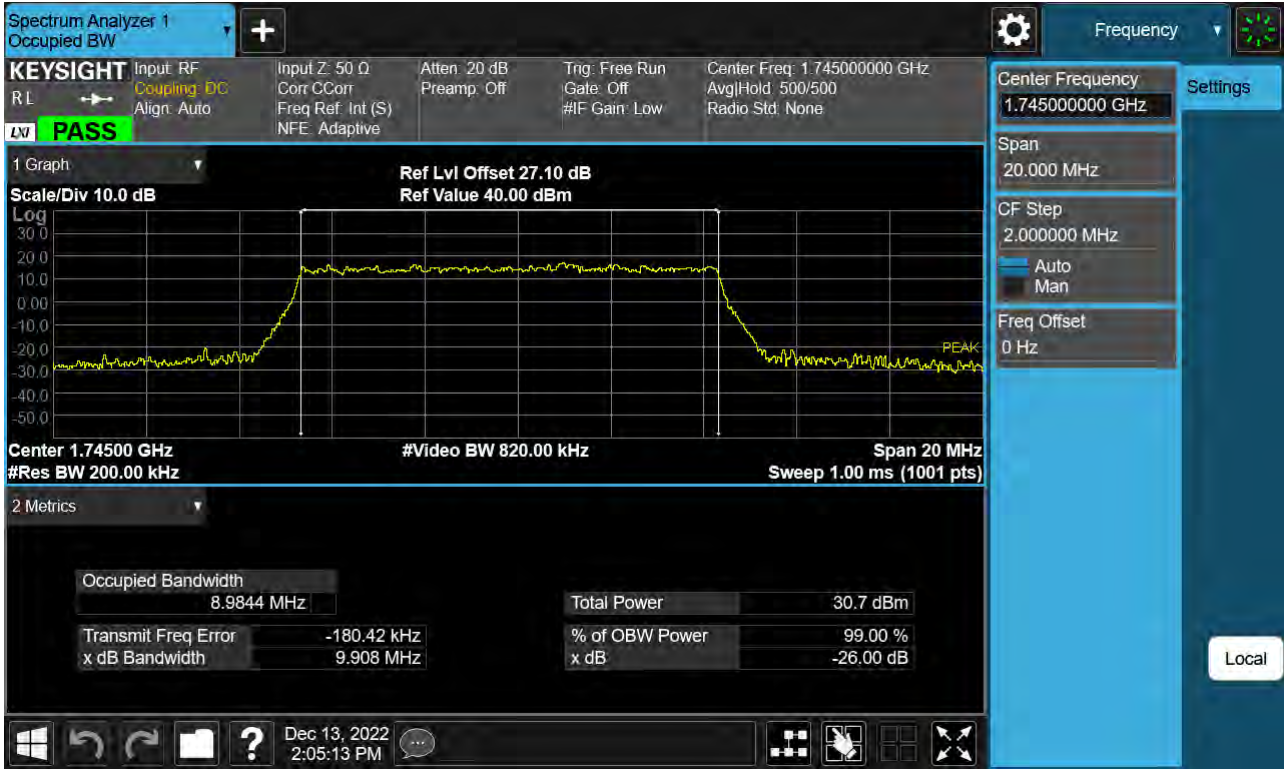 Spectrum Analyzer 1
Occupied BW
+
Frequency
KEYSIGHT
R L
LXI
PASS
Input: RF
Coupling: DC
Align: Auto
Input Z: 50 Ω
Corr CCorr
Freq Ref: Int (S)
NFE: Adaptive
Atten: 20 dB
Preamp: Off
Trig: Free Run
Gate: Off
#IF Gain: Low
Center Freq: 1.745000000 GHz
Avg|Hold: 500/500
Radio Std: None
Center Frequency
1.745000000 GHz
Settings
Span
20.000 MHz
CF Step
2.000000 MHz
Auto
Man
Freq Offset
0 Hz
Local
1 Graph
Scale/Div 10.0 dB
Ref Lvl Offset 27.10 dB
Ref Value 40.00 dBm
Log
30.0
20.0
10.0
0.00
-10.0
-20.0
-30.0
-40.0
-50.0
PEAK
Center 1.74500 GHz
#Video BW 820.00 kHz
Span 20 MHz
#Res BW 200.00 kHz
Sweep 1.00 ms (1001 pts)
2 Metrics
Occupied Bandwidth
8.9844 MHz
Total Power 30.7 dBm
Transmit Freq Error -180.42 kHz
% of OBW Power 99.00 %
x dB Bandwidth 9.908 MHz
x dB -26.00 dB
?
Dec 13, 2022
2:05:13 PM